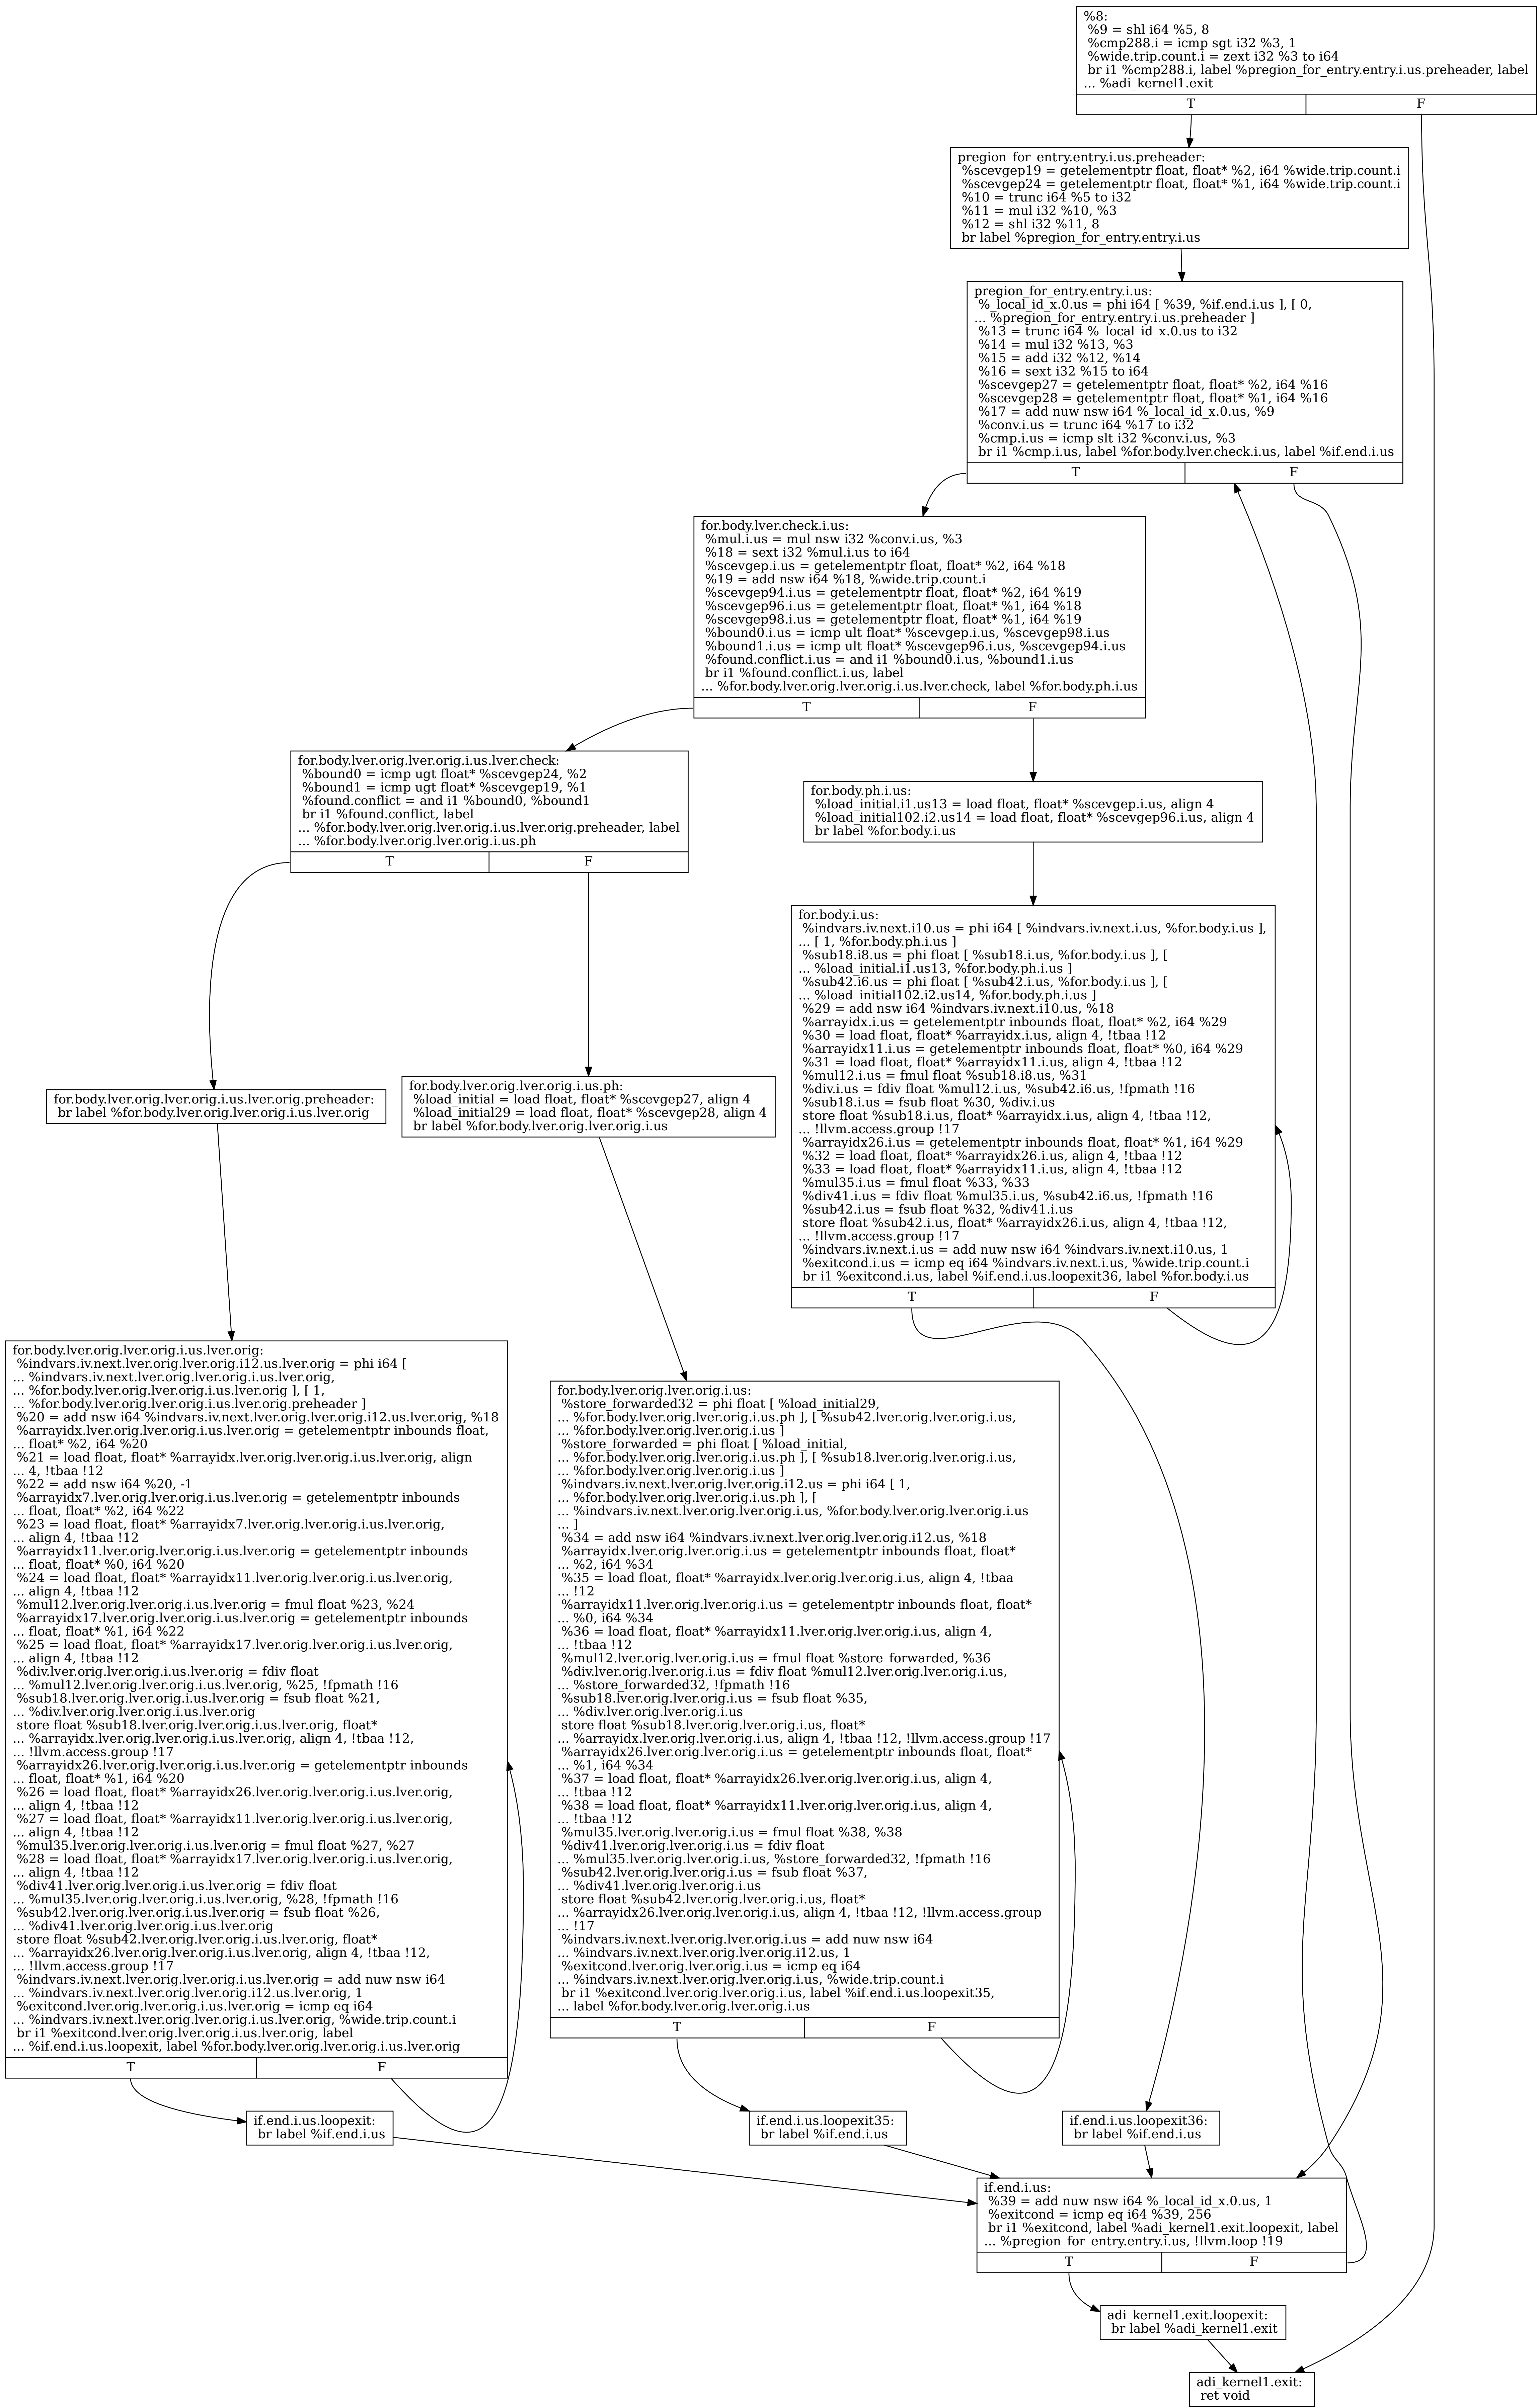 %8:
%9 = shl i64 %5, 8
%cmp288.i = icmp sgt i32 %3, 1
%wide.trip.count.i = zext i32 %3 to i64
br i1 %cmp288.i, label %pregion_for_entry.entry.i.us.preheader, label
... %adi_kernel1.exit
T
F
pregion_for_entry.entry.i.us.preheader:
%scevgep19 = getelementptr float, float* %2, i64 %wide.trip.count.i
%scevgep24 = getelementptr float, float* %1, i64 %wide.trip.count.i
%10 = trunc i64 %5 to i32
%11 = mul i32 %10, %3
%12 = shl i32 %11, 8
br label %pregion_for_entry.entry.i.us
pregion_for_entry.entry.i.us:
%_local_id_x.0.us = phi i64 [ %39, %if.end.i.us ], [ 0,
... %pregion_for_entry.entry.i.us.preheader ]
%13 = trunc i64 %_local_id_x.0.us to i32
%14 = mul i32 %13, %3
%15 = add i32 %12, %14
%16 = sext i32 %15 to i64
%scevgep27 = getelementptr float, float* %2, i64 %16
%scevgep28 = getelementptr float, float* %1, i64 %16
%17 = add nuw nsw i64 %_local_id_x.0.us, %9
%conv.i.us = trunc i64 %17 to i32
%cmp.i.us = icmp slt i32 %conv.i.us, %3
br i1 %cmp.i.us, label %for.body.lver.check.i.us, label %if.end.i.us
T
F
for.body.lver.check.i.us:
%mul.i.us = mul nsw i32 %conv.i.us, %3
%18 = sext i32 %mul.i.us to i64
%scevgep.i.us = getelementptr float, float* %2, i64 %18
%19 = add nsw i64 %18, %wide.trip.count.i
%scevgep94.i.us = getelementptr float, float* %2, i64 %19
%scevgep96.i.us = getelementptr float, float* %1, i64 %18
%scevgep98.i.us = getelementptr float, float* %1, i64 %19
%bound0.i.us = icmp ult float* %scevgep.i.us, %scevgep98.i.us
%bound1.i.us = icmp ult float* %scevgep96.i.us, %scevgep94.i.us
%found.conflict.i.us = and i1 %bound0.i.us, %bound1.i.us
br i1 %found.conflict.i.us, label
... %for.body.lver.orig.lver.orig.i.us.lver.check, label %for.body.ph.i.us
T
F
for.body.lver.orig.lver.orig.i.us.lver.check:
%bound0 = icmp ugt float* %scevgep24, %2
%bound1 = icmp ugt float* %scevgep19, %1
%found.conflict = and i1 %bound0, %bound1
br i1 %found.conflict, label
... %for.body.lver.orig.lver.orig.i.us.lver.orig.preheader, label
... %for.body.lver.orig.lver.orig.i.us.ph
T
F
for.body.ph.i.us:
%load_initial.i1.us13 = load float, float* %scevgep.i.us, align 4
%load_initial102.i2.us14 = load float, float* %scevgep96.i.us, align 4
br label %for.body.i.us
for.body.i.us:
%indvars.iv.next.i10.us = phi i64 [ %indvars.iv.next.i.us, %for.body.i.us ],
... [ 1, %for.body.ph.i.us ]
%sub18.i8.us = phi float [ %sub18.i.us, %for.body.i.us ], [
... %load_initial.i1.us13, %for.body.ph.i.us ]
%sub42.i6.us = phi float [ %sub42.i.us, %for.body.i.us ], [
... %load_initial102.i2.us14, %for.body.ph.i.us ]
%29 = add nsw i64 %indvars.iv.next.i10.us, %18
%arrayidx.i.us = getelementptr inbounds float, float* %2, i64 %29
%30 = load float, float* %arrayidx.i.us, align 4, !tbaa !12
%arrayidx11.i.us = getelementptr inbounds float, float* %0, i64 %29
%31 = load float, float* %arrayidx11.i.us, align 4, !tbaa !12
%mul12.i.us = fmul float %sub18.i8.us, %31
%div.i.us = fdiv float %mul12.i.us, %sub42.i6.us, !fpmath !16
%sub18.i.us = fsub float %30, %div.i.us
store float %sub18.i.us, float* %arrayidx.i.us, align 4, !tbaa !12,
... !llvm.access.group !17
%arrayidx26.i.us = getelementptr inbounds float, float* %1, i64 %29
%32 = load float, float* %arrayidx26.i.us, align 4, !tbaa !12
%33 = load float, float* %arrayidx11.i.us, align 4, !tbaa !12
%mul35.i.us = fmul float %33, %33
%div41.i.us = fdiv float %mul35.i.us, %sub42.i6.us, !fpmath !16
%sub42.i.us = fsub float %32, %div41.i.us
store float %sub42.i.us, float* %arrayidx26.i.us, align 4, !tbaa !12,
... !llvm.access.group !17
%indvars.iv.next.i.us = add nuw nsw i64 %indvars.iv.next.i10.us, 1
%exitcond.i.us = icmp eq i64 %indvars.iv.next.i.us, %wide.trip.count.i
br i1 %exitcond.i.us, label %if.end.i.us.loopexit36, label %for.body.i.us
T
F
for.body.lver.orig.lver.orig.i.us.lver.orig.preheader:
br label %for.body.lver.orig.lver.orig.i.us.lver.orig
for.body.lver.orig.lver.orig.i.us.ph:
%load_initial = load float, float* %scevgep27, align 4
%load_initial29 = load float, float* %scevgep28, align 4
br label %for.body.lver.orig.lver.orig.i.us
for.body.lver.orig.lver.orig.i.us.lver.orig:
%indvars.iv.next.lver.orig.lver.orig.i12.us.lver.orig = phi i64 [
... %indvars.iv.next.lver.orig.lver.orig.i.us.lver.orig,
... %for.body.lver.orig.lver.orig.i.us.lver.orig ], [ 1,
... %for.body.lver.orig.lver.orig.i.us.lver.orig.preheader ]
%20 = add nsw i64 %indvars.iv.next.lver.orig.lver.orig.i12.us.lver.orig, %18
%arrayidx.lver.orig.lver.orig.i.us.lver.orig = getelementptr inbounds float,
... float* %2, i64 %20
%21 = load float, float* %arrayidx.lver.orig.lver.orig.i.us.lver.orig, align
... 4, !tbaa !12
%22 = add nsw i64 %20, -1
%arrayidx7.lver.orig.lver.orig.i.us.lver.orig = getelementptr inbounds
... float, float* %2, i64 %22
%23 = load float, float* %arrayidx7.lver.orig.lver.orig.i.us.lver.orig,
... align 4, !tbaa !12
%arrayidx11.lver.orig.lver.orig.i.us.lver.orig = getelementptr inbounds
... float, float* %0, i64 %20
%24 = load float, float* %arrayidx11.lver.orig.lver.orig.i.us.lver.orig,
... align 4, !tbaa !12
%mul12.lver.orig.lver.orig.i.us.lver.orig = fmul float %23, %24
%arrayidx17.lver.orig.lver.orig.i.us.lver.orig = getelementptr inbounds
... float, float* %1, i64 %22
%25 = load float, float* %arrayidx17.lver.orig.lver.orig.i.us.lver.orig,
... align 4, !tbaa !12
%div.lver.orig.lver.orig.i.us.lver.orig = fdiv float
... %mul12.lver.orig.lver.orig.i.us.lver.orig, %25, !fpmath !16
%sub18.lver.orig.lver.orig.i.us.lver.orig = fsub float %21,
... %div.lver.orig.lver.orig.i.us.lver.orig
store float %sub18.lver.orig.lver.orig.i.us.lver.orig, float*
... %arrayidx.lver.orig.lver.orig.i.us.lver.orig, align 4, !tbaa !12,
... !llvm.access.group !17
%arrayidx26.lver.orig.lver.orig.i.us.lver.orig = getelementptr inbounds
... float, float* %1, i64 %20
%26 = load float, float* %arrayidx26.lver.orig.lver.orig.i.us.lver.orig,
... align 4, !tbaa !12
%27 = load float, float* %arrayidx11.lver.orig.lver.orig.i.us.lver.orig,
... align 4, !tbaa !12
%mul35.lver.orig.lver.orig.i.us.lver.orig = fmul float %27, %27
%28 = load float, float* %arrayidx17.lver.orig.lver.orig.i.us.lver.orig,
... align 4, !tbaa !12
%div41.lver.orig.lver.orig.i.us.lver.orig = fdiv float
... %mul35.lver.orig.lver.orig.i.us.lver.orig, %28, !fpmath !16
%sub42.lver.orig.lver.orig.i.us.lver.orig = fsub float %26,
... %div41.lver.orig.lver.orig.i.us.lver.orig
store float %sub42.lver.orig.lver.orig.i.us.lver.orig, float*
... %arrayidx26.lver.orig.lver.orig.i.us.lver.orig, align 4, !tbaa !12,
... !llvm.access.group !17
%indvars.iv.next.lver.orig.lver.orig.i.us.lver.orig = add nuw nsw i64
... %indvars.iv.next.lver.orig.lver.orig.i12.us.lver.orig, 1
%exitcond.lver.orig.lver.orig.i.us.lver.orig = icmp eq i64
... %indvars.iv.next.lver.orig.lver.orig.i.us.lver.orig, %wide.trip.count.i
br i1 %exitcond.lver.orig.lver.orig.i.us.lver.orig, label
... %if.end.i.us.loopexit, label %for.body.lver.orig.lver.orig.i.us.lver.orig
T
F
for.body.lver.orig.lver.orig.i.us:
%store_forwarded32 = phi float [ %load_initial29,
... %for.body.lver.orig.lver.orig.i.us.ph ], [ %sub42.lver.orig.lver.orig.i.us,
... %for.body.lver.orig.lver.orig.i.us ]
%store_forwarded = phi float [ %load_initial,
... %for.body.lver.orig.lver.orig.i.us.ph ], [ %sub18.lver.orig.lver.orig.i.us,
... %for.body.lver.orig.lver.orig.i.us ]
%indvars.iv.next.lver.orig.lver.orig.i12.us = phi i64 [ 1,
... %for.body.lver.orig.lver.orig.i.us.ph ], [
... %indvars.iv.next.lver.orig.lver.orig.i.us, %for.body.lver.orig.lver.orig.i.us
... ]
%34 = add nsw i64 %indvars.iv.next.lver.orig.lver.orig.i12.us, %18
%arrayidx.lver.orig.lver.orig.i.us = getelementptr inbounds float, float*
... %2, i64 %34
%35 = load float, float* %arrayidx.lver.orig.lver.orig.i.us, align 4, !tbaa
... !12
%arrayidx11.lver.orig.lver.orig.i.us = getelementptr inbounds float, float*
... %0, i64 %34
%36 = load float, float* %arrayidx11.lver.orig.lver.orig.i.us, align 4,
... !tbaa !12
%mul12.lver.orig.lver.orig.i.us = fmul float %store_forwarded, %36
%div.lver.orig.lver.orig.i.us = fdiv float %mul12.lver.orig.lver.orig.i.us,
... %store_forwarded32, !fpmath !16
%sub18.lver.orig.lver.orig.i.us = fsub float %35,
... %div.lver.orig.lver.orig.i.us
store float %sub18.lver.orig.lver.orig.i.us, float*
... %arrayidx.lver.orig.lver.orig.i.us, align 4, !tbaa !12, !llvm.access.group !17
%arrayidx26.lver.orig.lver.orig.i.us = getelementptr inbounds float, float*
... %1, i64 %34
%37 = load float, float* %arrayidx26.lver.orig.lver.orig.i.us, align 4,
... !tbaa !12
%38 = load float, float* %arrayidx11.lver.orig.lver.orig.i.us, align 4,
... !tbaa !12
%mul35.lver.orig.lver.orig.i.us = fmul float %38, %38
%div41.lver.orig.lver.orig.i.us = fdiv float
... %mul35.lver.orig.lver.orig.i.us, %store_forwarded32, !fpmath !16
%sub42.lver.orig.lver.orig.i.us = fsub float %37,
... %div41.lver.orig.lver.orig.i.us
store float %sub42.lver.orig.lver.orig.i.us, float*
... %arrayidx26.lver.orig.lver.orig.i.us, align 4, !tbaa !12, !llvm.access.group
... !17
%indvars.iv.next.lver.orig.lver.orig.i.us = add nuw nsw i64
... %indvars.iv.next.lver.orig.lver.orig.i12.us, 1
%exitcond.lver.orig.lver.orig.i.us = icmp eq i64
... %indvars.iv.next.lver.orig.lver.orig.i.us, %wide.trip.count.i
br i1 %exitcond.lver.orig.lver.orig.i.us, label %if.end.i.us.loopexit35,
... label %for.body.lver.orig.lver.orig.i.us
T
F
if.end.i.us.loopexit:
br label %if.end.i.us
if.end.i.us.loopexit35:
br label %if.end.i.us
if.end.i.us.loopexit36:
br label %if.end.i.us
if.end.i.us:
%39 = add nuw nsw i64 %_local_id_x.0.us, 1
%exitcond = icmp eq i64 %39, 256
br i1 %exitcond, label %adi_kernel1.exit.loopexit, label
... %pregion_for_entry.entry.i.us, !llvm.loop !19
T
F
adi_kernel1.exit.loopexit:
br label %adi_kernel1.exit
adi_kernel1.exit:
ret void